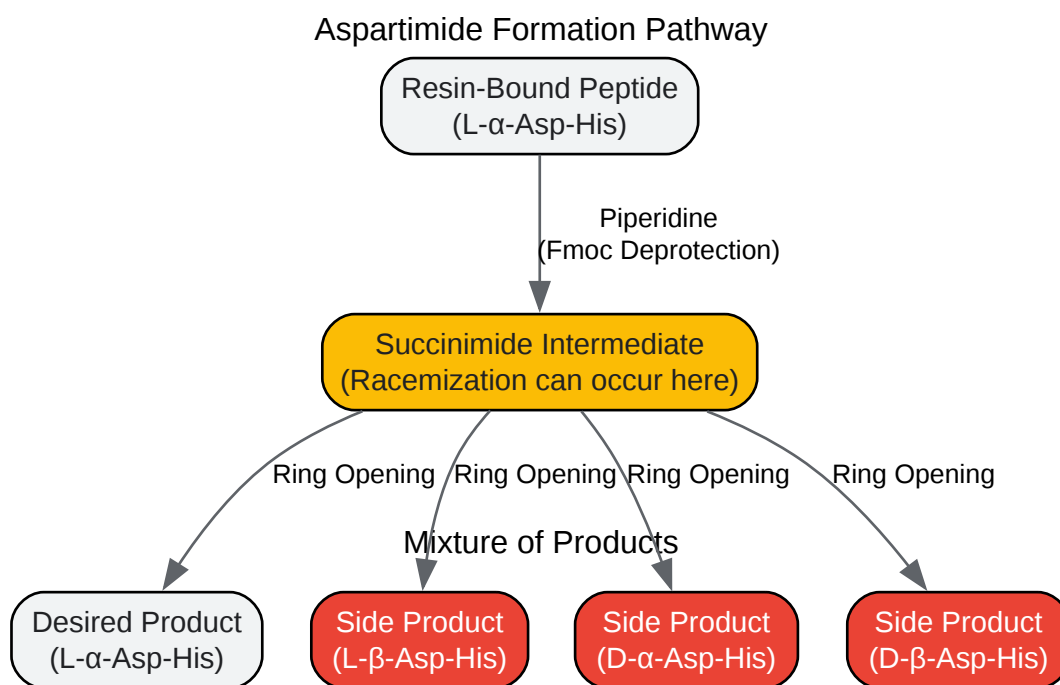 Aspartimide Formation Pathway
Resin-Bound Peptide
(L-α-Asp-His)
Piperidine
(Fmoc Deprotection)
Succinimide Intermediate
(Racemization can occur here)
Ring Opening
Ring Opening
Ring Opening
Ring Opening
Mixture of Products
Desired Product
(L-α-Asp-His)
Side Product
(L-β-Asp-His)
Side Product
(D-α-Asp-His)
Side Product
(D-β-Asp-His)